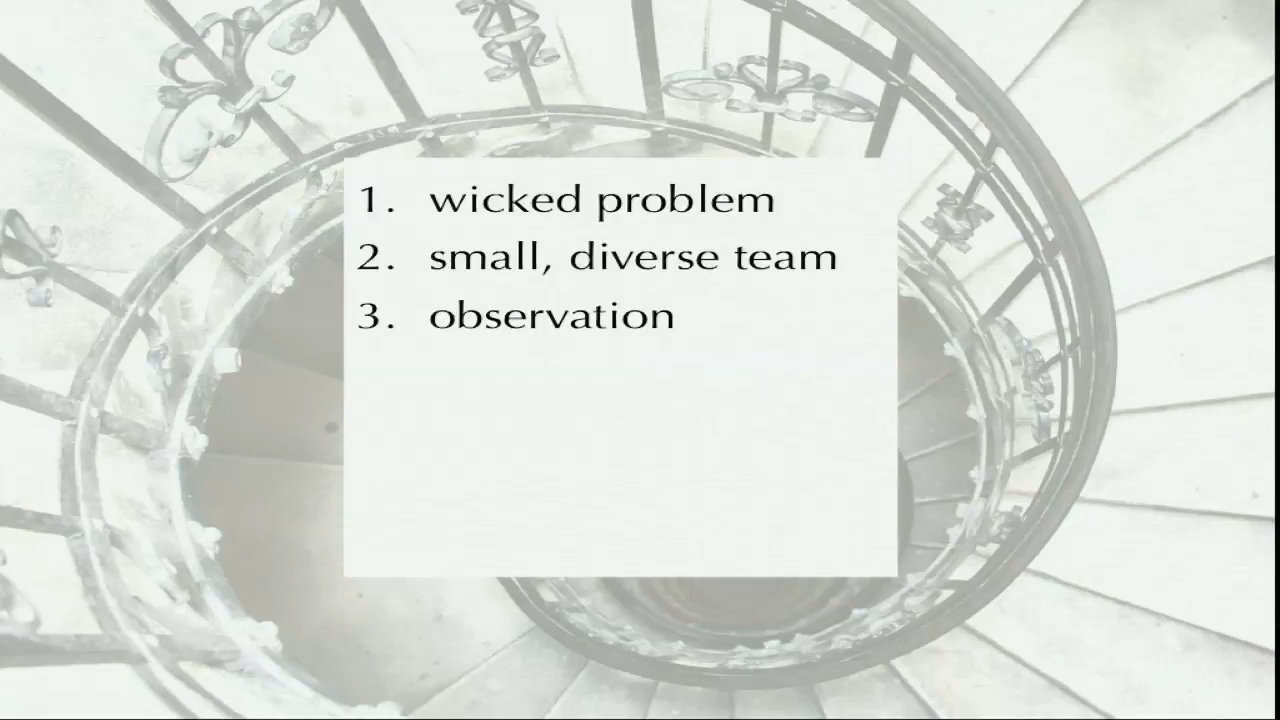 1. wicked problem
2. small, diverse team
3. observation